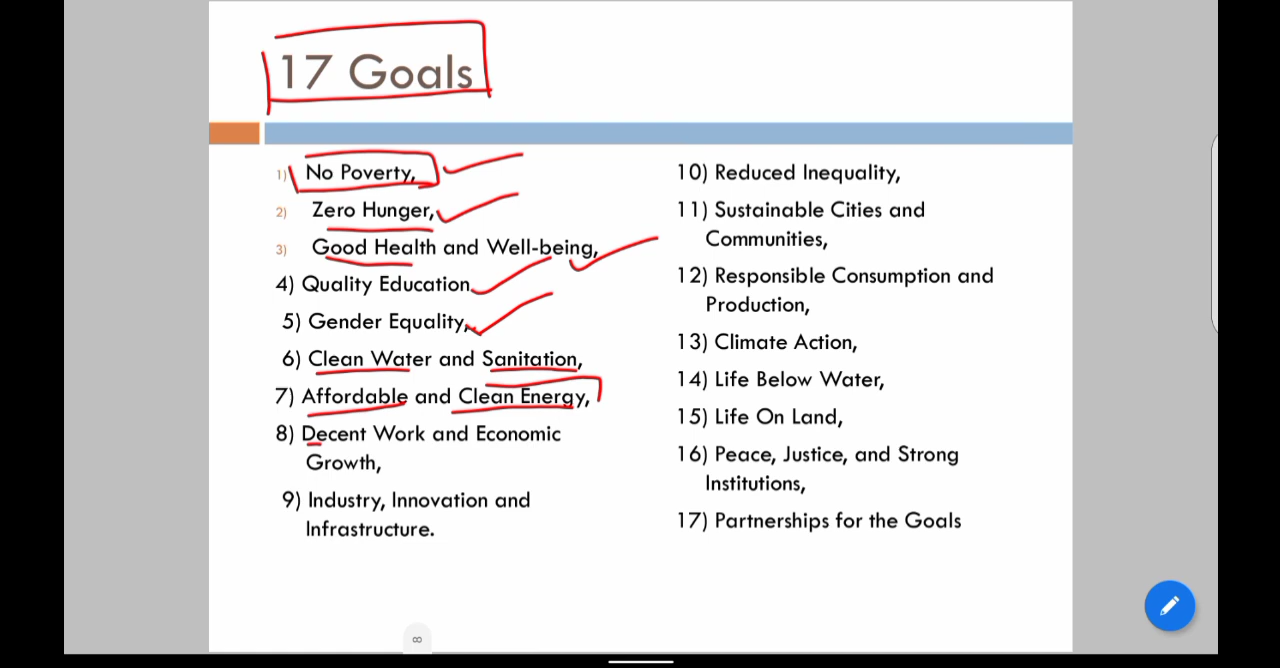 17 Goals
1) No Poverty,
2) Zero Hunger,
3) Good Health and Well-being,
4) Quality Education
5) Gender Equality,
6) Clean Water and Sanitation,
7) Affordable and Clean Energy,
8) Decent Work and Economic
Growth,
9) Industry, Innovation and
Infrastructure.
10) Reduced Inequality,
11) Sustainable Cities and
Communities,
12) Responsible Consumption and
Production,
13) Climate Action,
14) Life Below Water,
15) Life On Land,
16) Peace, Justice, and Strong
Institutions,
17) Partnerships for the Goals
8